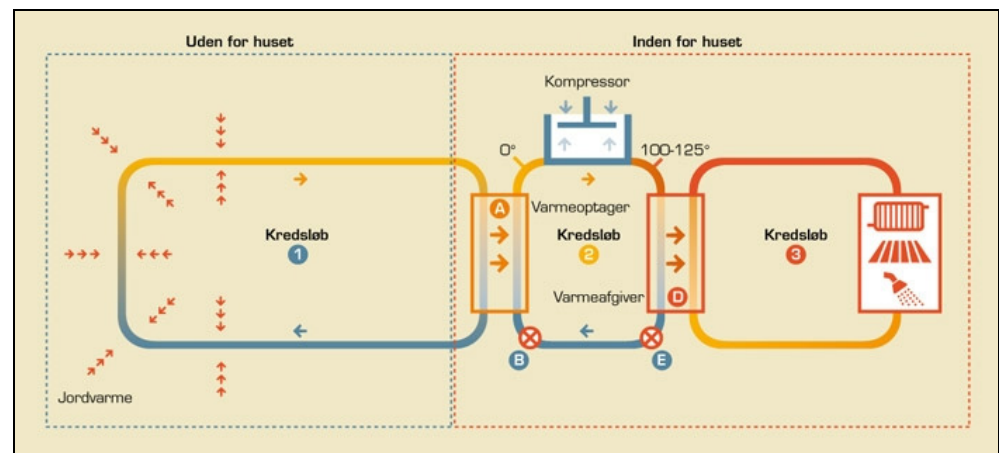 Uden for huset
Inden for huset
Kompressor
0°
100-125°
A
Varmeoptager
Kredsløb
1
Kredsløb
2
Kredsløb
3
Varmeafgiver
D
B
E
Jordvarme